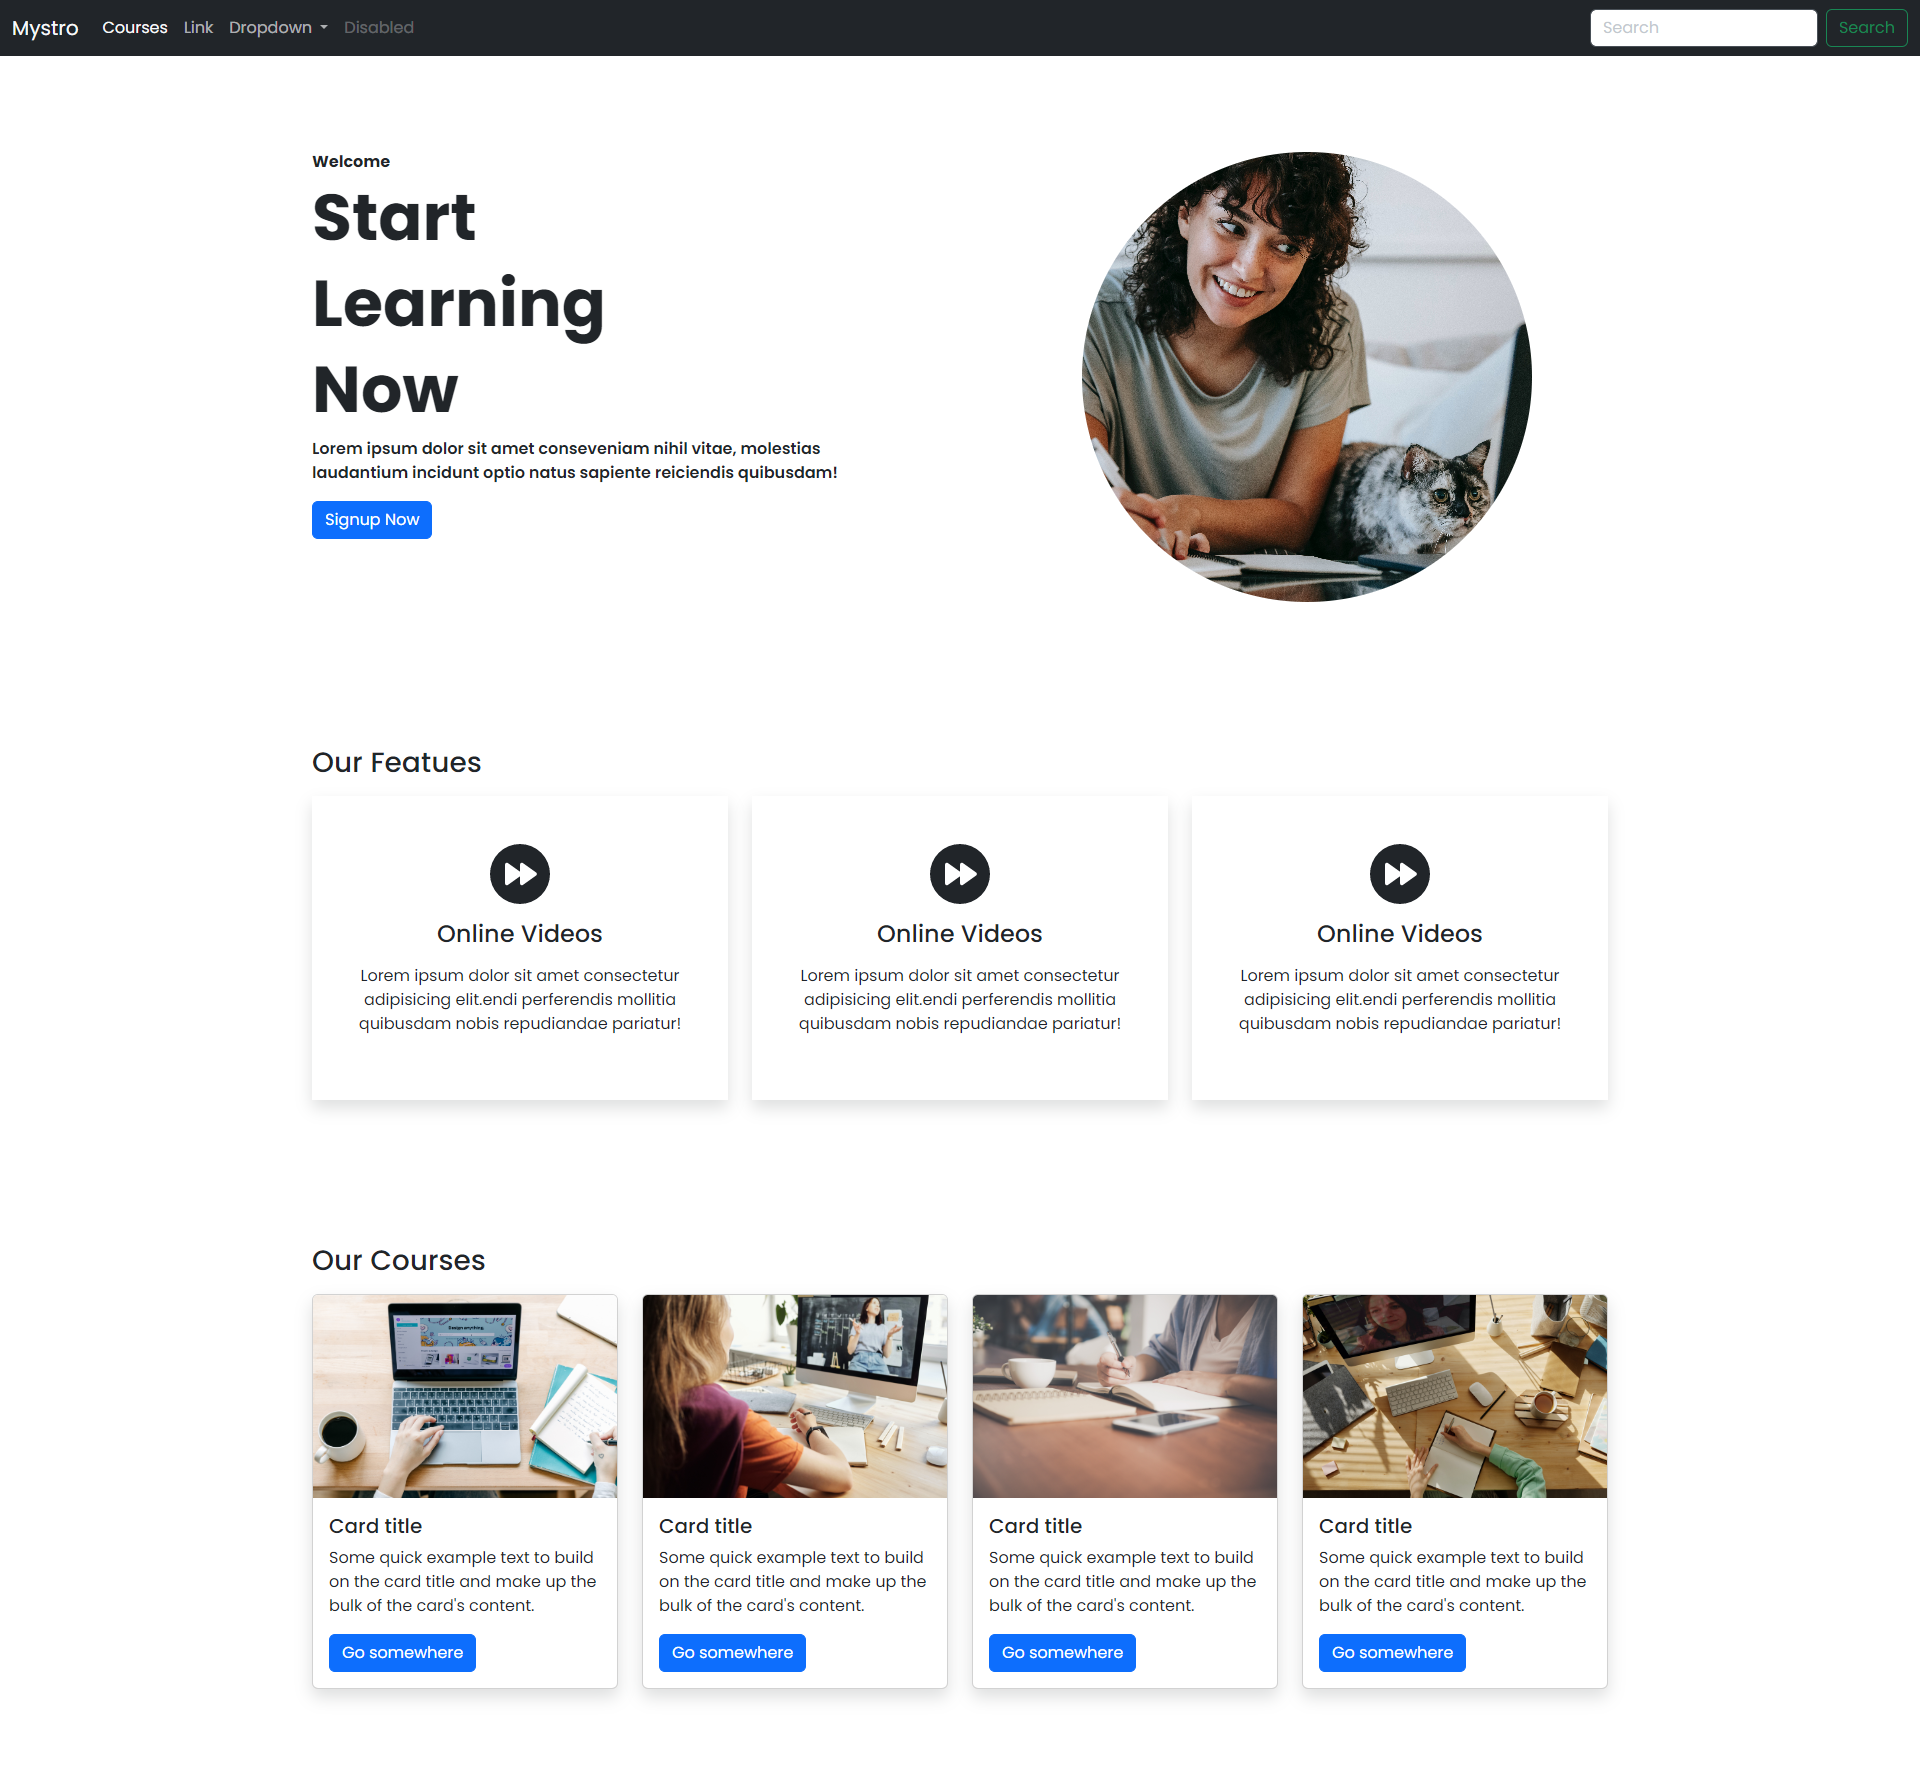 Mystro Courses Link Dropdown Disabled Search Search
Welcome
Start
Learning
Now
Lorem ipsum dolor sit amet conseveniam nihil vitae, molestias
laudantium incidunt optio natus sapiente reiciendis quibusdam!
Signup Now
Our Featues
Online Videos
Lorem ipsum dolor sit amet consectetur
adipisicing elit.endi perferendis mollitia
quibusdam nobis repudiandae pariatur!
Online Videos
Lorem ipsum dolor sit amet consectetur
adipisicing elit.endi perferendis mollitia
quibusdam nobis repudiandae pariatur!
Online Videos
Lorem ipsum dolor sit amet consectetur
adipisicing elit.endi perferendis mollitia
quibusdam nobis repudiandae pariatur!
Our Courses
Design anything.
Card title
Some quick example text to build
on the card title and make up the
bulk of the card's content.
Go somewhere
Card title
Some quick example text to build
on the card title and make up the
bulk of the card's content.
Go somewhere
Card title
Some quick example text to build
on the card title and make up the
bulk of the card's content.
Go somewhere
Card title
Some quick example text to build
on the card title and make up the
bulk of the card's content.
Go somewhere